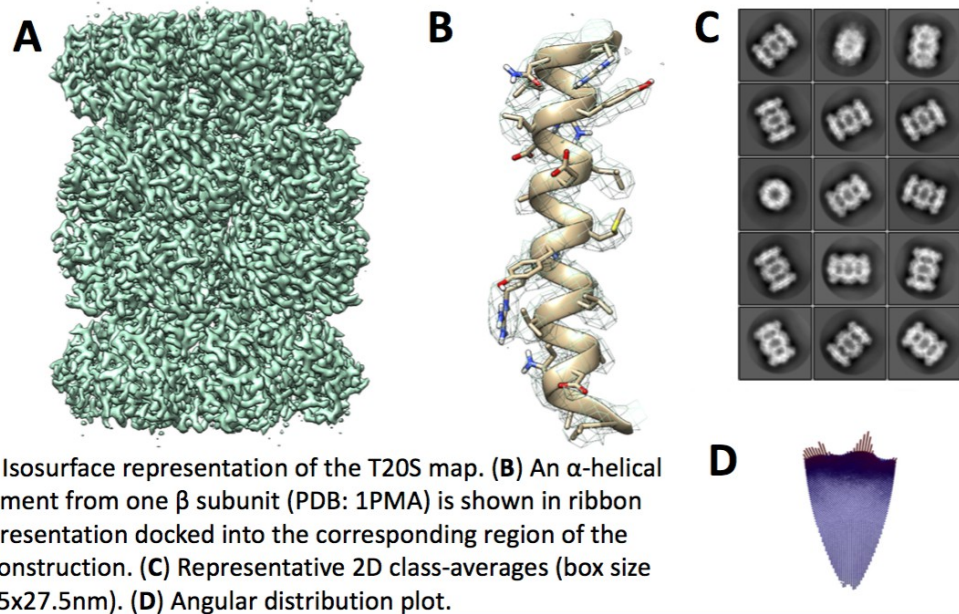 A
B
C
D
Isosurface representation of the T20S map. (B) An α-helical
ment from one β subunit (PDB: 1PMA) is shown in ribbon
resentation docked into the corresponding region of the
onstruction. (C) Representative 2D class-averages (box size
5x27.5nm). (D) Angular distribution plot.